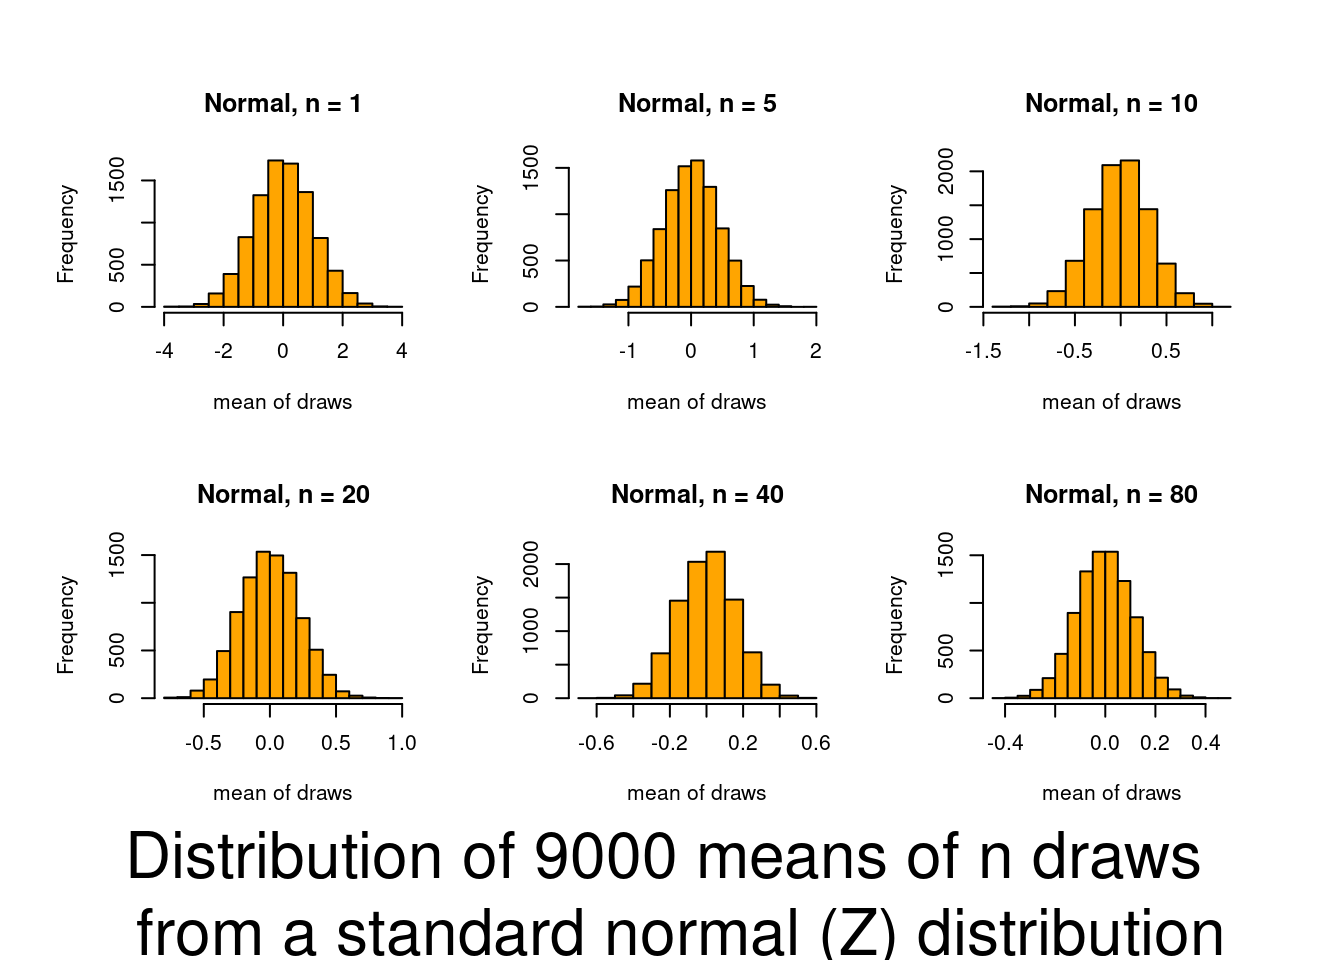 Normal, n = 1
Frequency
0 500 1500
-4 -2 0 2 4
mean of draws
Normal, n = 5
Frequency
0 500 1500
-1 0 1 2
mean of draws
Normal, n = 10
Frequency
0 1000 2000
-1.5 -0.5 0.5
mean of draws
Normal, n = 20
Frequency
0 500 1500
-0.5 0.0 0.5 1.0
mean of draws
Normal, n = 40
Frequency
0 1000 2000
-0.6 -0.2 0.2 0.6
mean of draws
Normal, n = 80
Frequency
0 500 1500
-0.4 0.0 0.2 0.4
mean of draws
Distribution of 9000 means of n draws
from a standard normal (Z) distribution